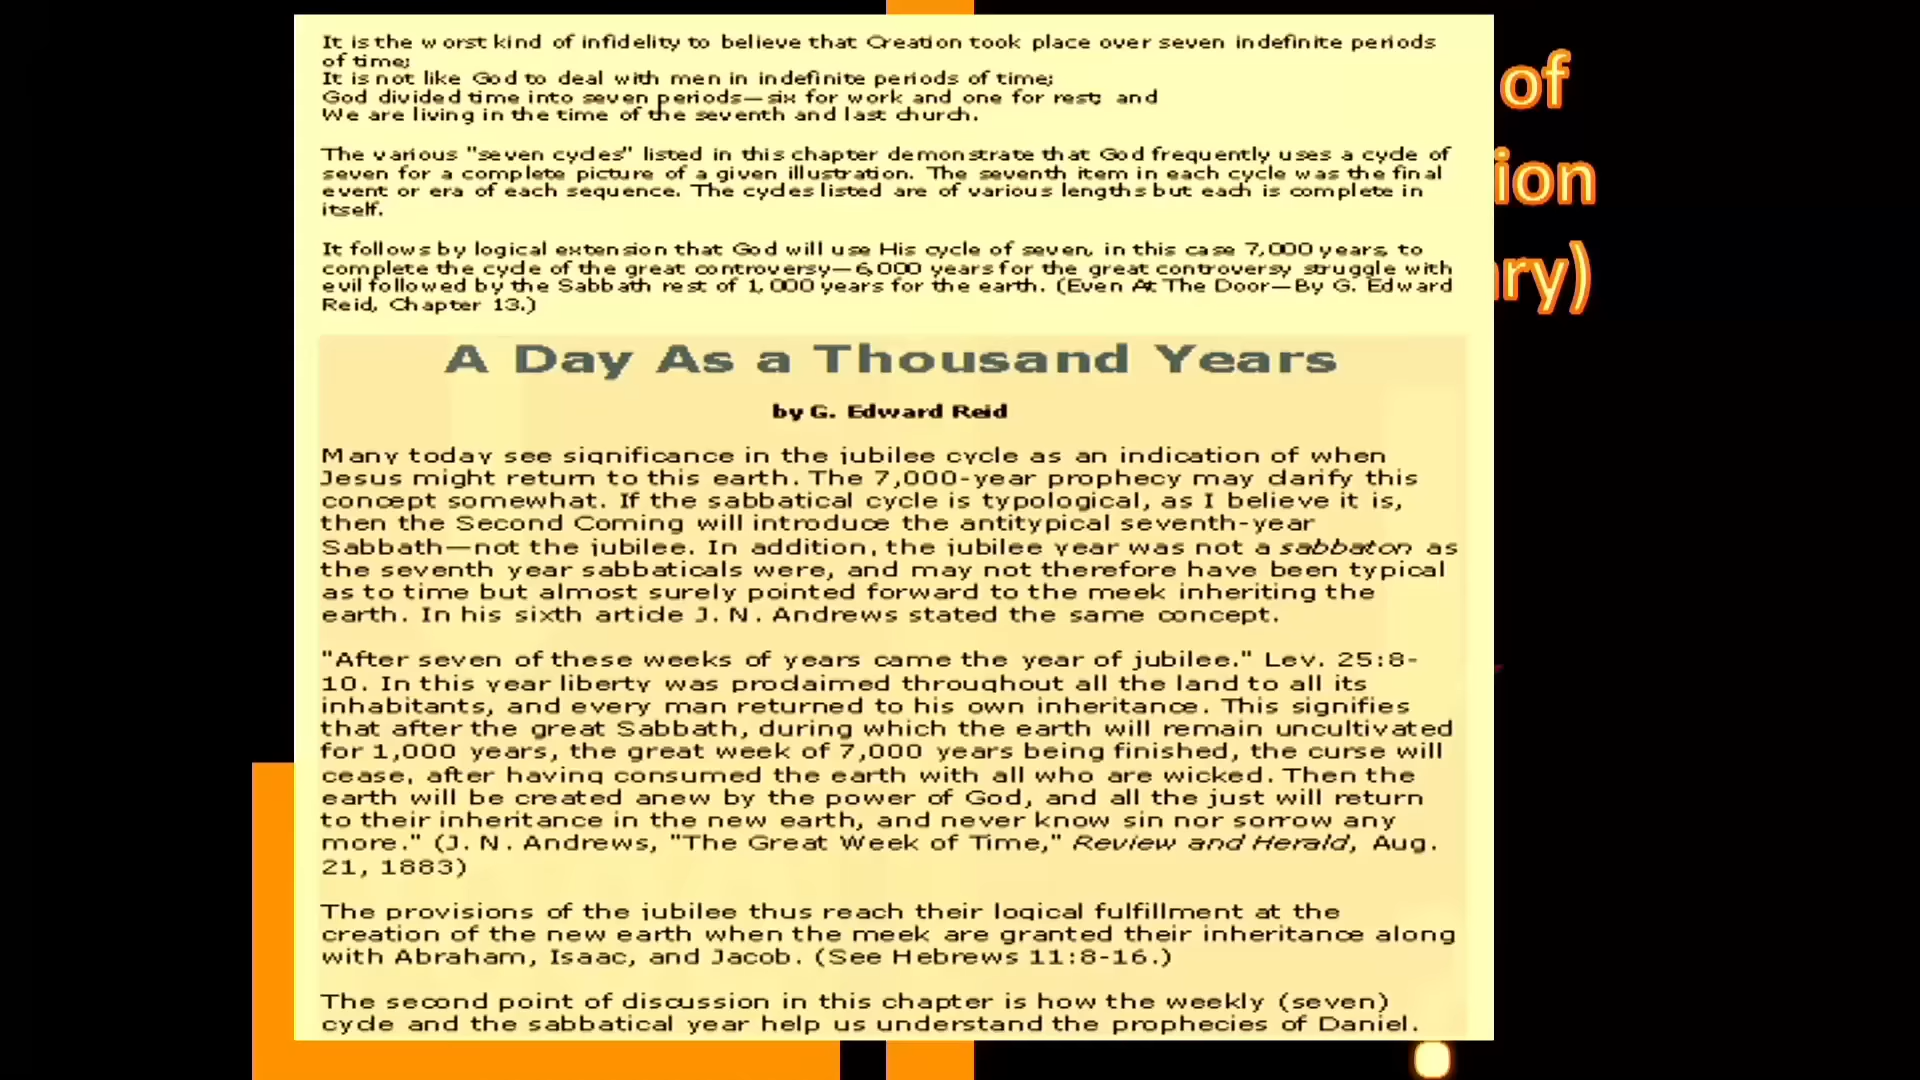 It is the worst kind of infidelity to believe that Creation took place over seven indefinite periods
of time;
It is not like God to deal with men in indefinite periods of time;
God divided time into seven periods—six for work and one for rest; and
We are living in the time of the seventh and last church.
The various "seven cycles" listed in this chapter demonstrate that God frequently uses a cycle of
seven for a complete picture of a given illustration. The seventh item in each cycle was the final
event or era of each sequence. The cycles listed are of various lengths but each is complete in
itself.
It follows by logical extension that God will use His cycle of seven, in this case 7,000 years, to
complete the cycle of the great controversy—6,000 years for the great controversy struggle with
evil followed by the Sabbath rest of 1,000 years for the earth. (Even At The Door—By G. Edward
Reid, Chapter 13.)
of
ion
ry)
A Day As a Thousand Years
by G. Edward Reid
Many today see significance in the jubilee cycle as an indication of when
Jesus might return to this earth. The 7,000-year prophecy may clarify this
concept somewhat. If the sabbatical cycle is typological, as I believe it is,
then the Second Coming will introduce the antitypical seventh-year
Sabbath—not the jubilee. In addition, the jubilee year was not a sabbaton as
the seventh year sabbaticals were, and may not therefore have been typical
as to time but almost surely pointed forward to the meek inheriting the
earth. In his sixth article J. N. Andrews stated the same concept.
"After seven of these weeks of years came the year of jubilee." Lev. 25:8-
10. In this year liberty was proclaimed throughout all the land to all its
inhabitants, and every man returned to his own inheritance. This signifies
that after the great Sabbath, during which the earth will remain uncultivated
for 1,000 years, the great week of 7,000 years being finished, the curse will
cease, after having consumed the earth with all who are wicked. Then the
earth will be created anew by the power of God, and all the just will return
to their inheritance in the new earth, and never know sin nor sorrow any
more." (J. N. Andrews, "The Great Week of Time," Review and Herald, Aug.
21, 1883)
The provisions of the jubilee thus reach their logical fulfillment at the
creation of the new earth when the meek are granted their inheritance along
with Abraham, Isaac, and Jacob. (See Hebrews 11:8-16.)
The second point of discussion in this chapter is how the weekly (seven)
cycle and the sabbatical year help us understand the prophecies of Daniel.